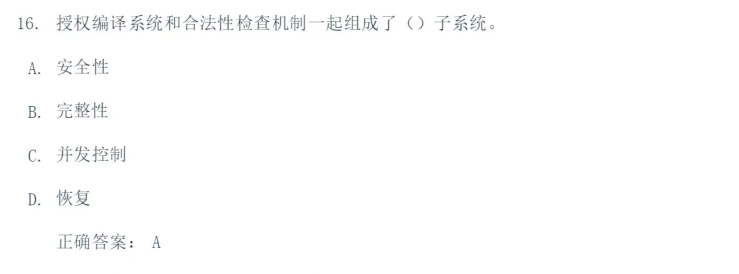 16. 授权编译系统和合法性检查机制一起组成了（）子系统。
A. 安全性
B. 完整性
C. 并发控制
D. 恢复
正确答案： A